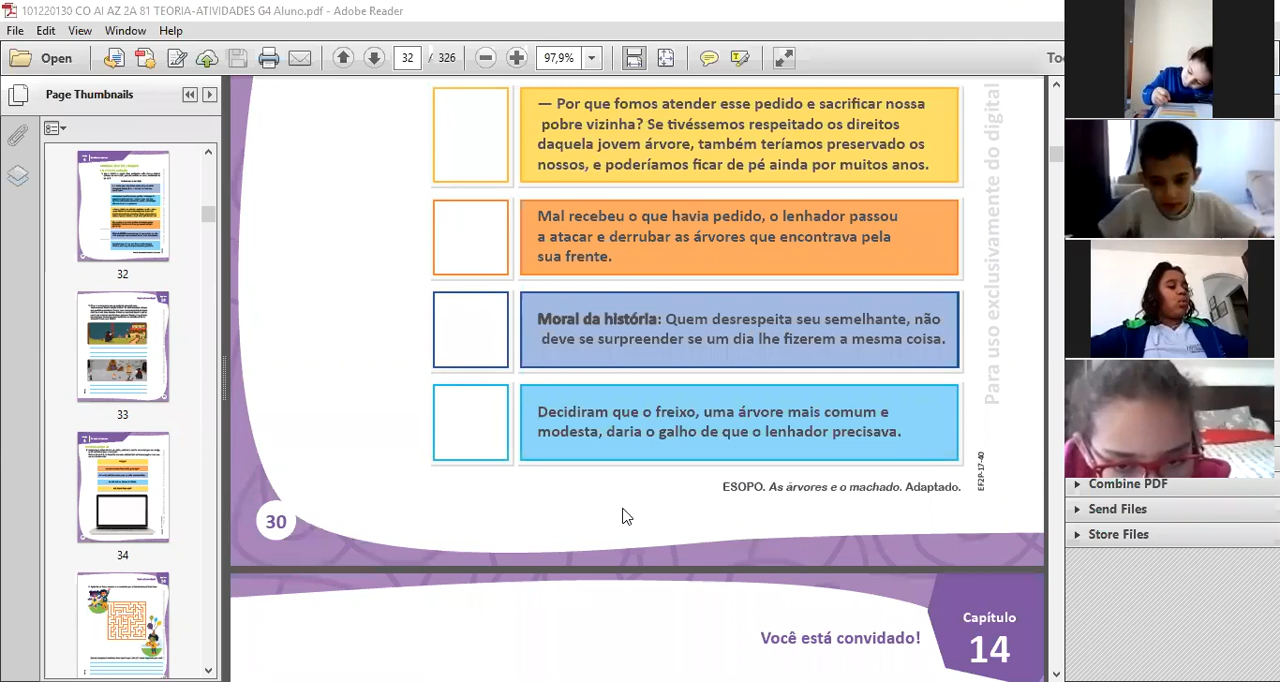 101220130 CO AI AZ 2A 81 TEORIA-ATIVIDADES G4 Aluno.pdf - Adobe Reader
File Edit View Window Help
Open 32 / 326 97,9%
Page Thumbnails
32
33
34
— Por que fomos atender esse pedido e sacrificar nossa
pobre vizinha? Se tivéssemos respeitado os direitos
daquela jovem árvore, também teríamos preservado os
nossos, e poderíamos ficar de pé ainda por muitos anos.
Mal recebeu o que havia pedido, o lenhador passou
a atacar e derrubar as árvores que encontrava pela
sua frente.
Moral da história: Quem desrespeita seu semelhante, não
deve se surpreender se um dia lhe fizerem a mesma coisa.
Decidiram que o freixo, uma árvore mais comum e
modesta, daria o galho de que o lenhador precisava.
ESOPO. As árvores e o machado. Adaptado.
EF2P-17-40
Para uso exclusivamente do digital
30
Você está convidado!
Capítulo
14
Combine PDF
Send Files
Store Files